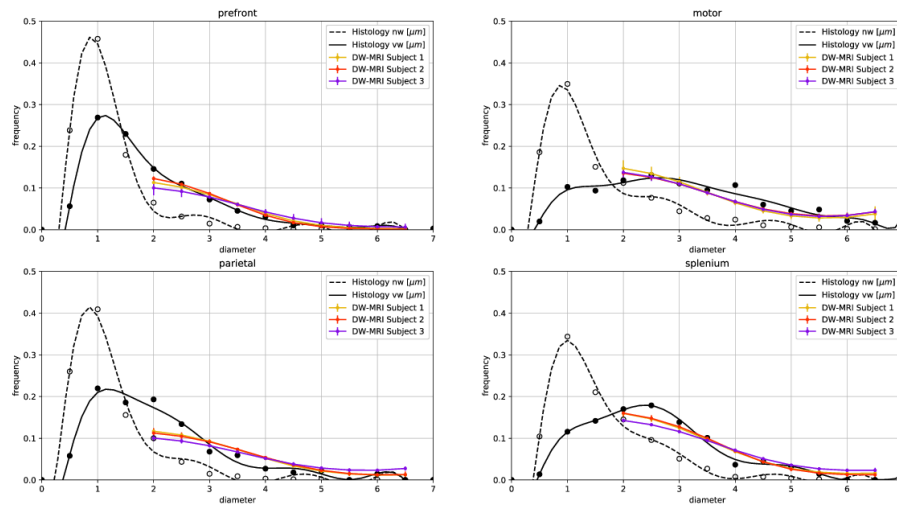 prefront
0.5
0.4
0.3
0.2
0.1
0.0
frequency
0 1 2 3 4 5 6 7
diameter
Histology nw [μm]
Histology vw [μm]
DW-MRI Subject 1
DW-MRI Subject 2
DW-MRI Subject 3
motor
0.5
0.4
0.3
0.2
0.1
0.0
frequency
0 1 2 3 4 5 6
diameter
Histology nw [μm]
Histology vw [μm]
DW-MRI Subject 1
DW-MRI Subject 2
DW-MRI Subject 3
parietal
0.5
0.4
0.3
0.2
0.1
0.0
frequency
0 1 2 3 4 5 6 7
diameter
Histology nw [μm]
Histology vw [μm]
DW-MRI Subject 1
DW-MRI Subject 2
DW-MRI Subject 3
splenium
0.5
0.4
0.3
0.2
0.1
0.0
frequency
0 1 2 3 4 5 6
diameter
Histology nw [μm]
Histology vw [μm]
DW-MRI Subject 1
DW-MRI Subject 2
DW-MRI Subject 3